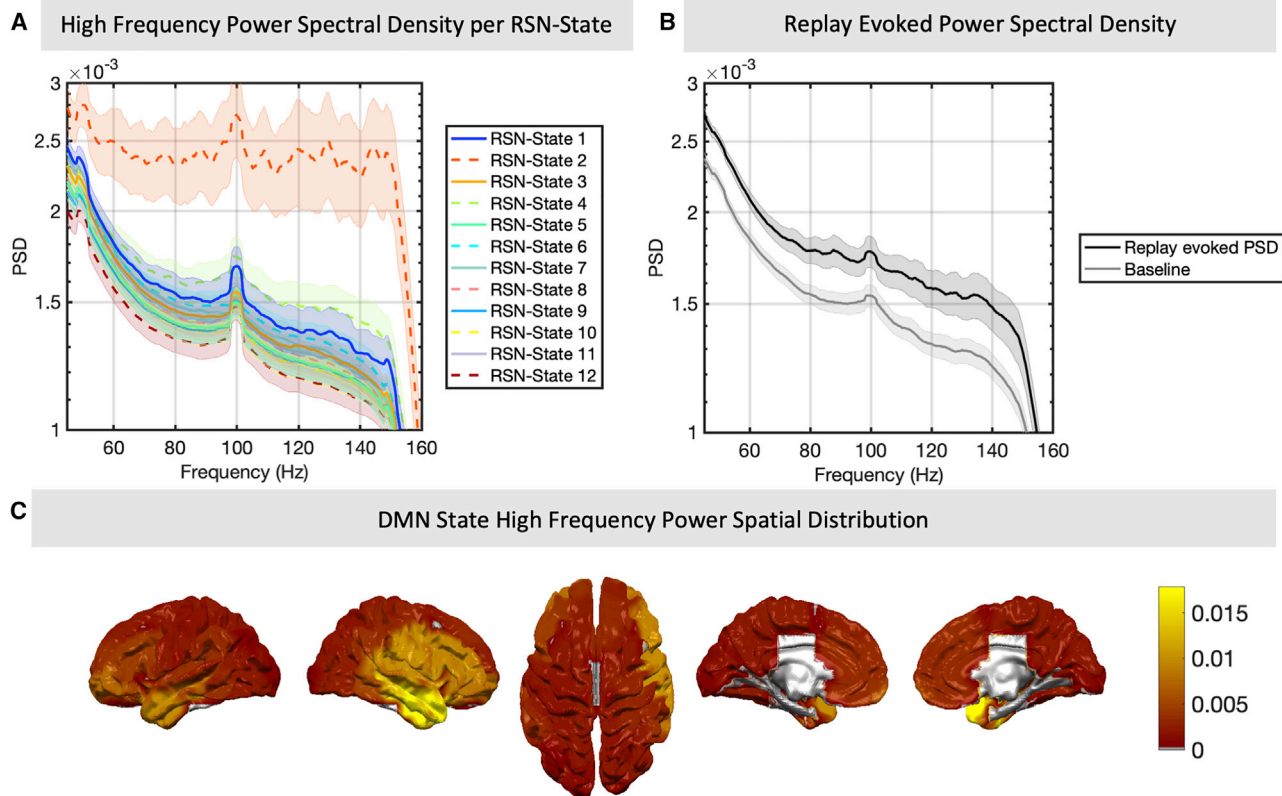 A High Frequency Power Spectral Density per RSN-State
×10⁻³
3
2.5
2
1.5
1
PSD
60 80 100 120 140 160
Frequency (Hz)
RSN-State 1
RSN-State 2
RSN-State 3
RSN-State 4
RSN-State 5
RSN-State 6
RSN-State 7
RSN-State 8
RSN-State 9
RSN-State 10
RSN-State 11
RSN-State 12
B Replay Evoked Power Spectral Density
×10⁻³
3
2.5
2
1.5
1
PSD
60 80 100 120 140 160
Frequency (Hz)
Replay evoked PSD
Baseline
C DMN State High Frequency Power Spatial Distribution
0.015
0.01
0.005
0